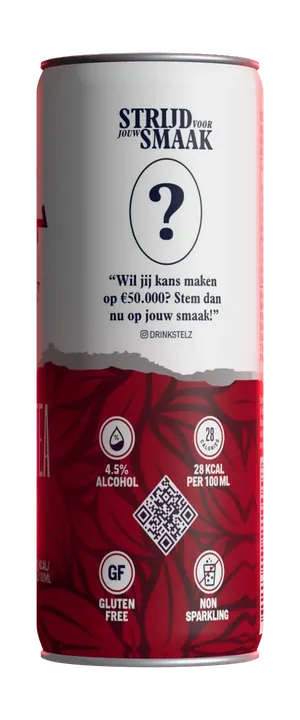 STRIJD VOOR
JOUW SMAAK
?
“Wil jij kans maken
op €50.000? Stem dan
nu op jouw smaak!”
DRINKSTELZ
28
CALORIES
4.5%
ALCOHOL
28 KCAL
PER 100 ML
GF
GLUTEN
FREE
NON
SPARKLING